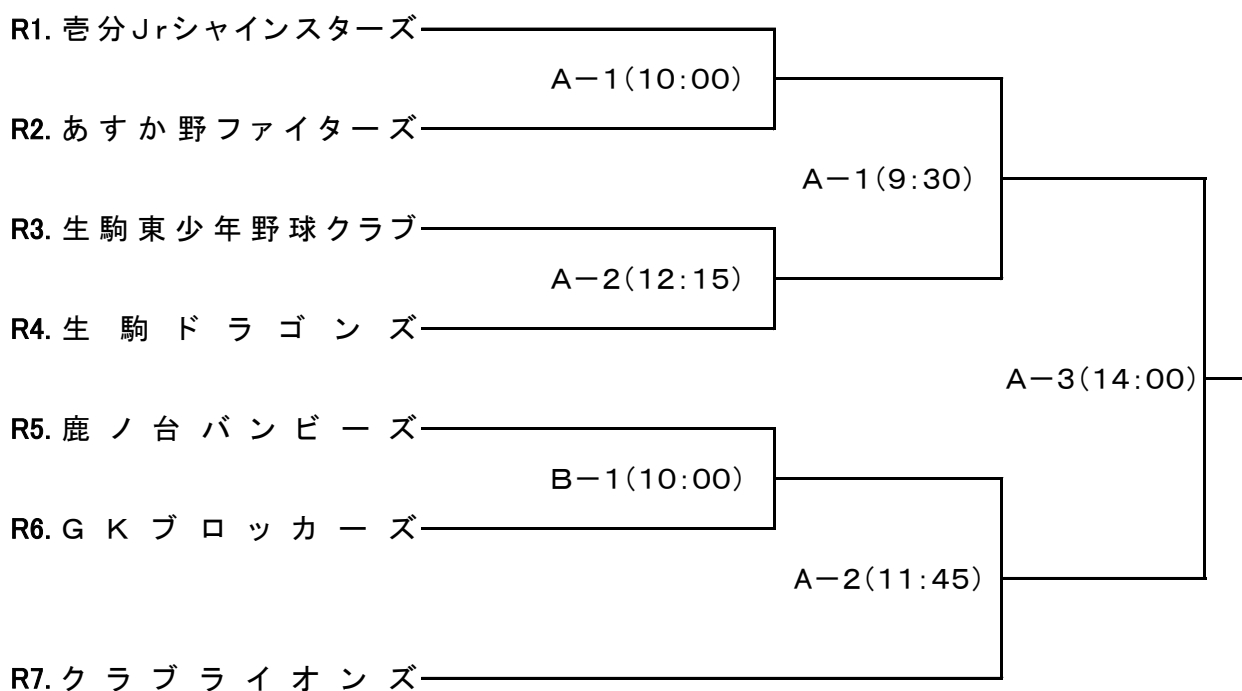 R1. 壱分Jrシャインスターズ
A－1(10:00)
R2. あすか野ファイターズ
A－1(9:30)
R3. 生駒東少年野球クラブ
A－2(12:15)
R4. 生駒ドラゴンズ
A－3(14:00)
R5. 鹿ノ台バンビーズ
B－1(10:00)
R6. GKブロッカーズ
A－2(11:45)
R7. クラブライオンズ